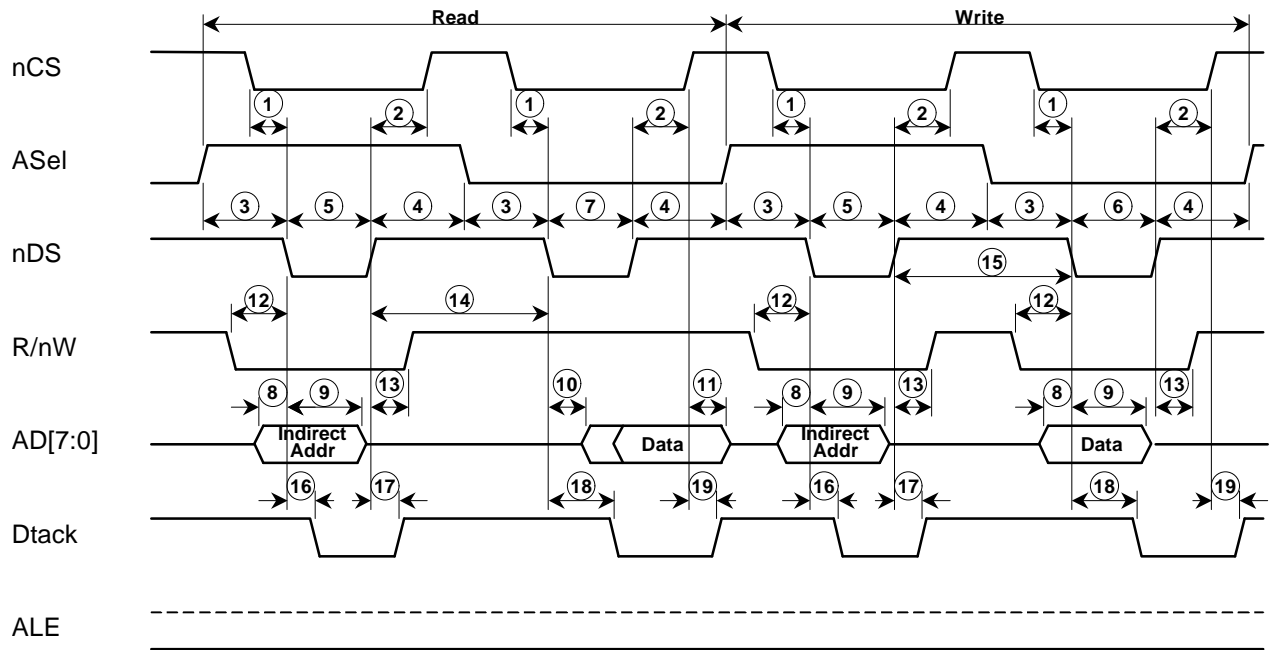 Read Write
nCS
1 2 1 2 1 2 1 2
ASel
3 5 4 3 7 4 3 5 4 3 6 4
nDS
15
12 14 12 12
R/nW
8 9 13 10 11 8 9 13 8 9 13
AD[7:0]
Indirect
Addr
Data
Indirect
Addr
Data
16 17 18 19 16 17 18 19
Dtack
ALE